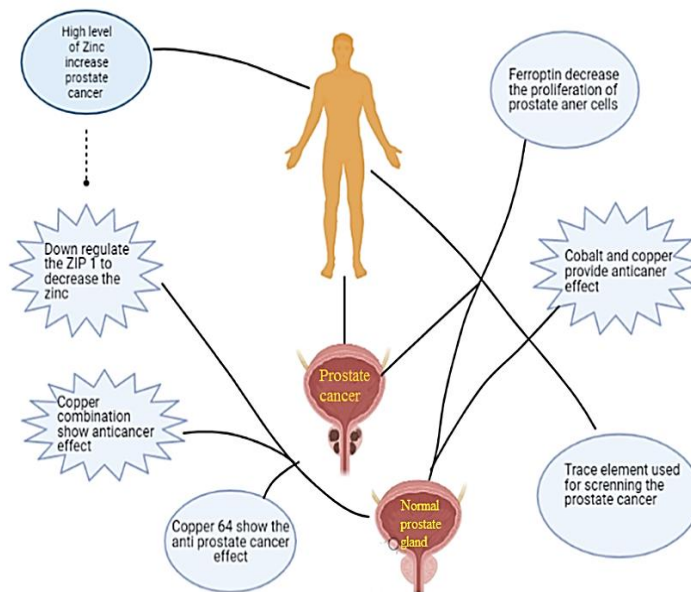 High level
of Zinc
increase
prostate
cancer
Ferroptin decrease
the proliferation of
prostate aner cells
Down regulate
the ZIP 1 to
decrease the
zinc
Cobalt and copper
provide anticaner
effect
Prostate
cancer
Copper
combination
show anticancer
effect
Trace element used
for screnning the
prostate cancer
Copper 64 show the
anti prostate cancer
effect
Normal
prostate
gland